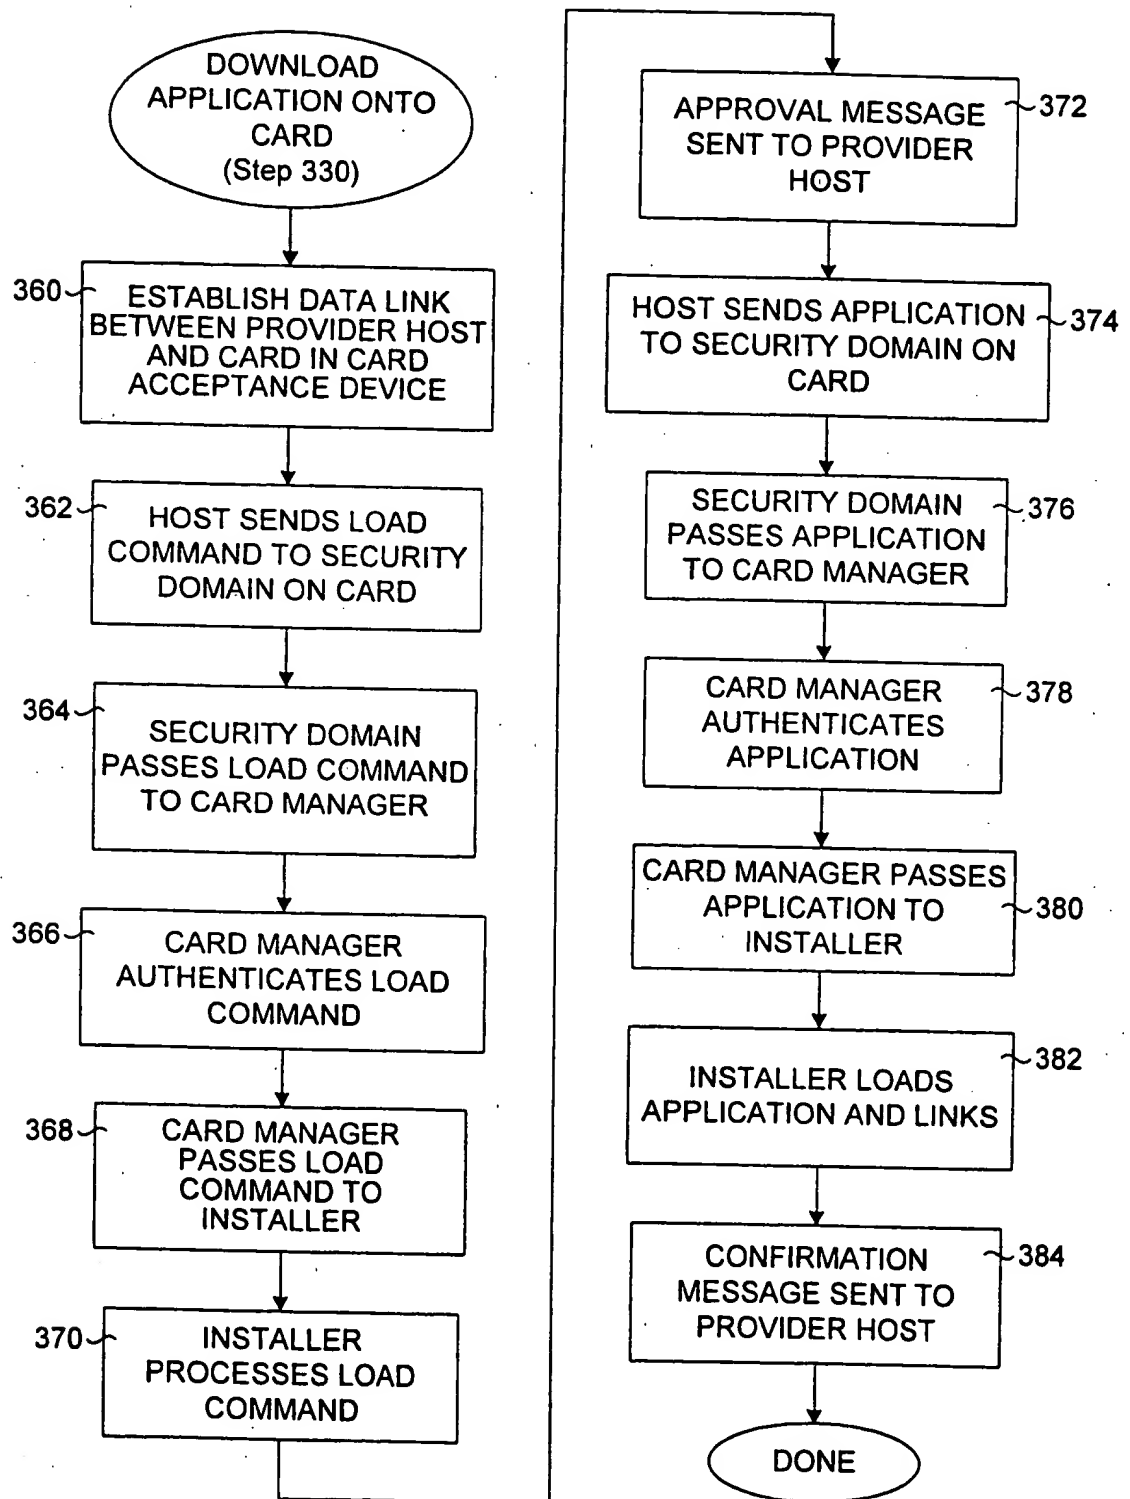 DOWNLOAD
APPLICATION ONTO
CARD
(Step 330)
360
ESTABLISH DATA LINK
BETWEEN PROVIDER HOST
AND CARD IN CARD
ACCEPTANCE DEVICE
362
HOST SENDS LOAD
COMMAND TO SECURITY
DOMAIN ON CARD
364
SECURITY DOMAIN
PASSES LOAD COMMAND
TO CARD MANAGER
366
CARD MANAGER
AUTHENTICATES LOAD
COMMAND
368
CARD MANAGER
PASSES LOAD
COMMAND TO
INSTALLER
370
INSTALLER
PROCESSES LOAD
COMMAND
372
APPROVAL MESSAGE
SENT TO PROVIDER
HOST
374
HOST SENDS APPLICATION
TO SECURITY DOMAIN ON
CARD
376
SECURITY DOMAIN
PASSES APPLICATION
TO CARD MANAGER
378
CARD MANAGER
AUTHENTICATES
APPLICATION
380
CARD MANAGER PASSES
APPLICATION TO
INSTALLER
382
INSTALLER LOADS
APPLICATION AND LINKS
384
CONFIRMATION
MESSAGE SENT TO
PROVIDER HOST
DONE